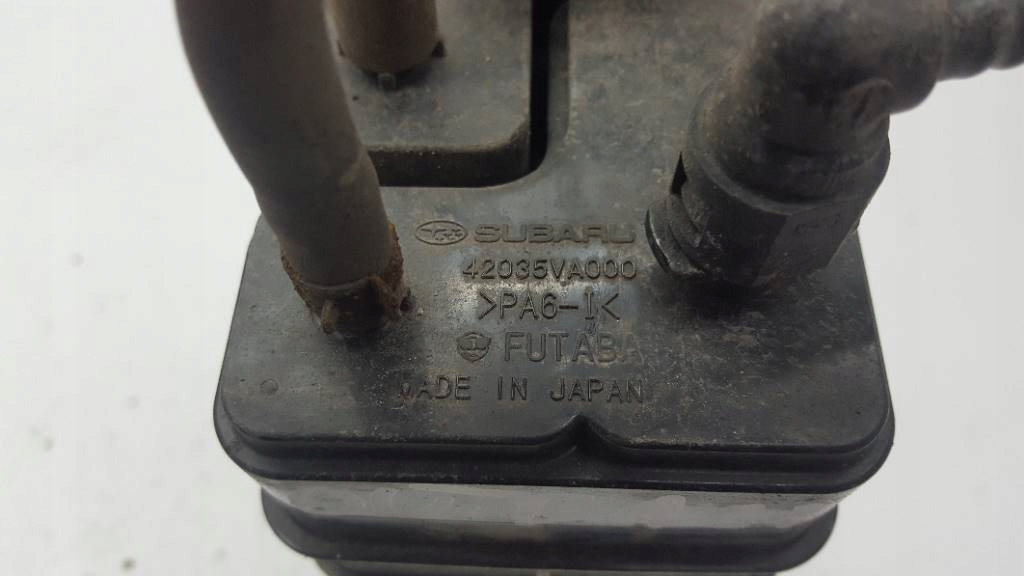 SUBARU
42035VA000
>PA6-I<
FUTABA
MADE IN JAPAN